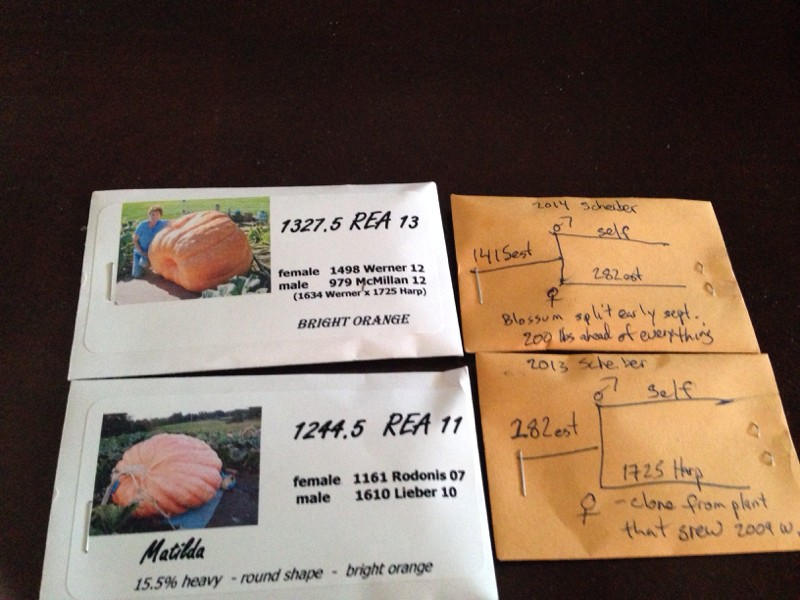 1327.5 REA 13
female 1498 Werner 12
male 979 McMillan 12
(1634 Werner x 1725 Harp)
BRIGHT ORANGE
2014 Scheiber
♂ self
1415est
282est
♀
Blossum split early sept.
200 lbs ahead of everything
1244.5 REA 11
female 1161 Rodonis 07
male 1610 Lieber 10
Matilda
15.5% heavy - round shape - bright orange
2013 Scheiber
♂ self
282est
1725 Harp
♀ - clone from plant
that grew 2009 w.